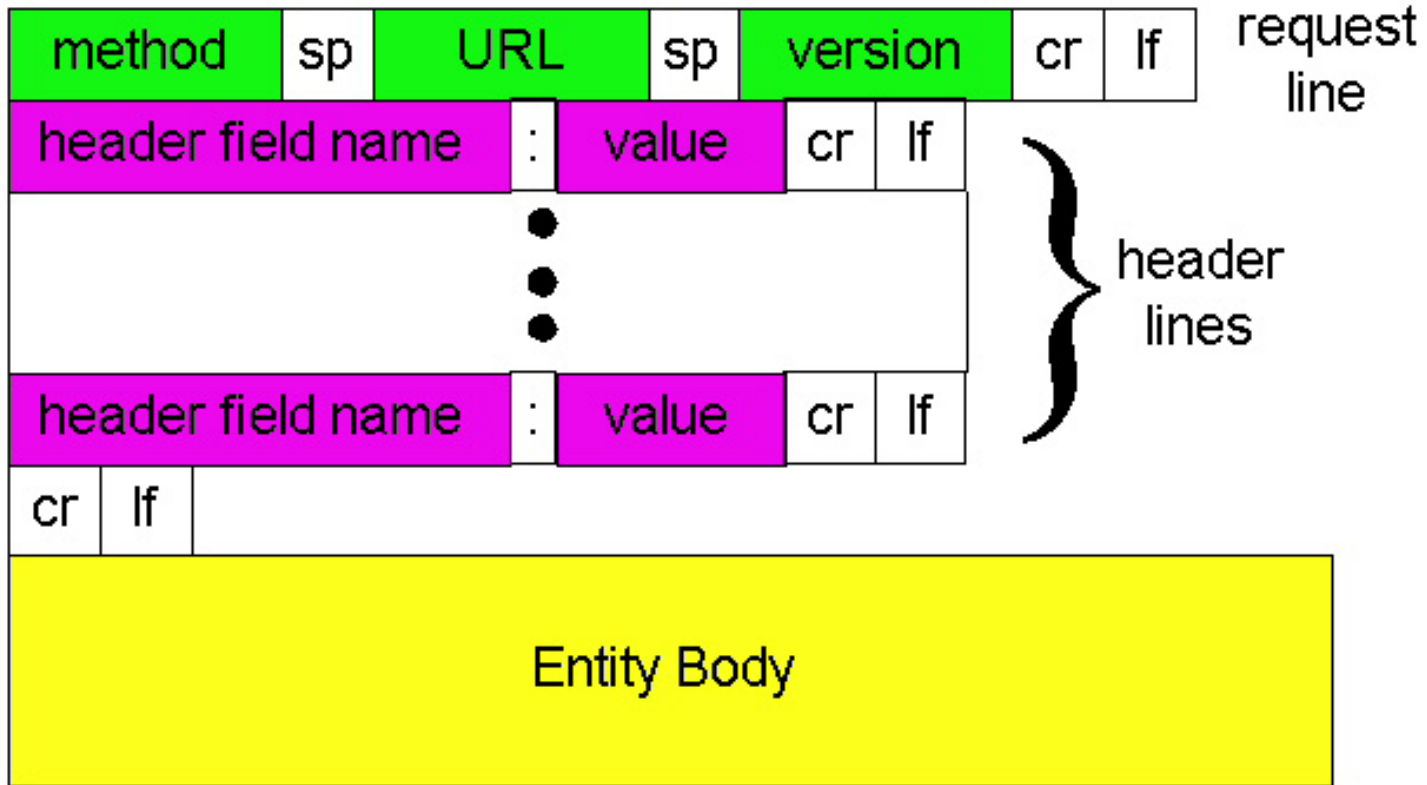 method sp URL sp version cr lf request line
header field name : value cr lf
header lines
header field name : value cr lf
cr lf
Entity Body